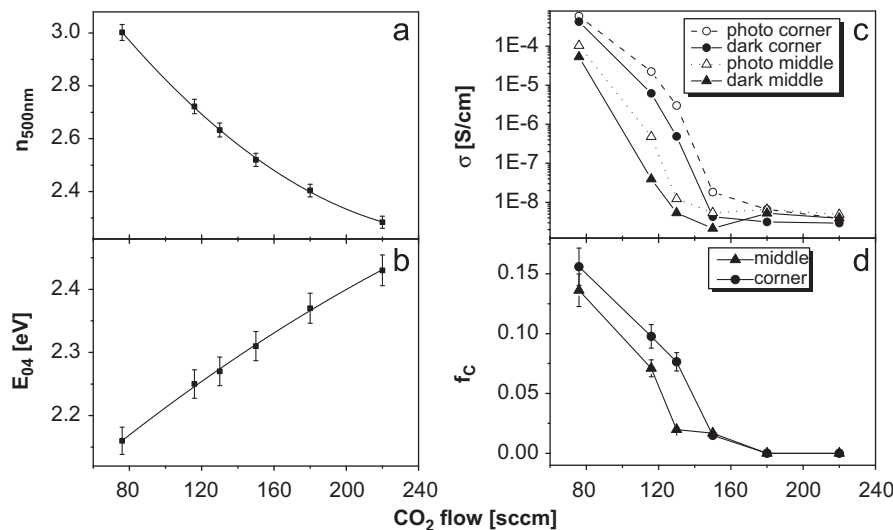 a
3.0
2.8
2.6
2.4
n500nm
b
2.4
2.3
2.2
E04 [eV]
80 120 160 200 240
c
photo corner
dark corner
photo middle
dark middle
1E-4
1E-5
1E-6
1E-7
1E-8
σ [S/cm]
d
middle
corner
0.15
0.10
0.05
0.00
fC
80 120 160 200 240
CO2 flow [sccm]